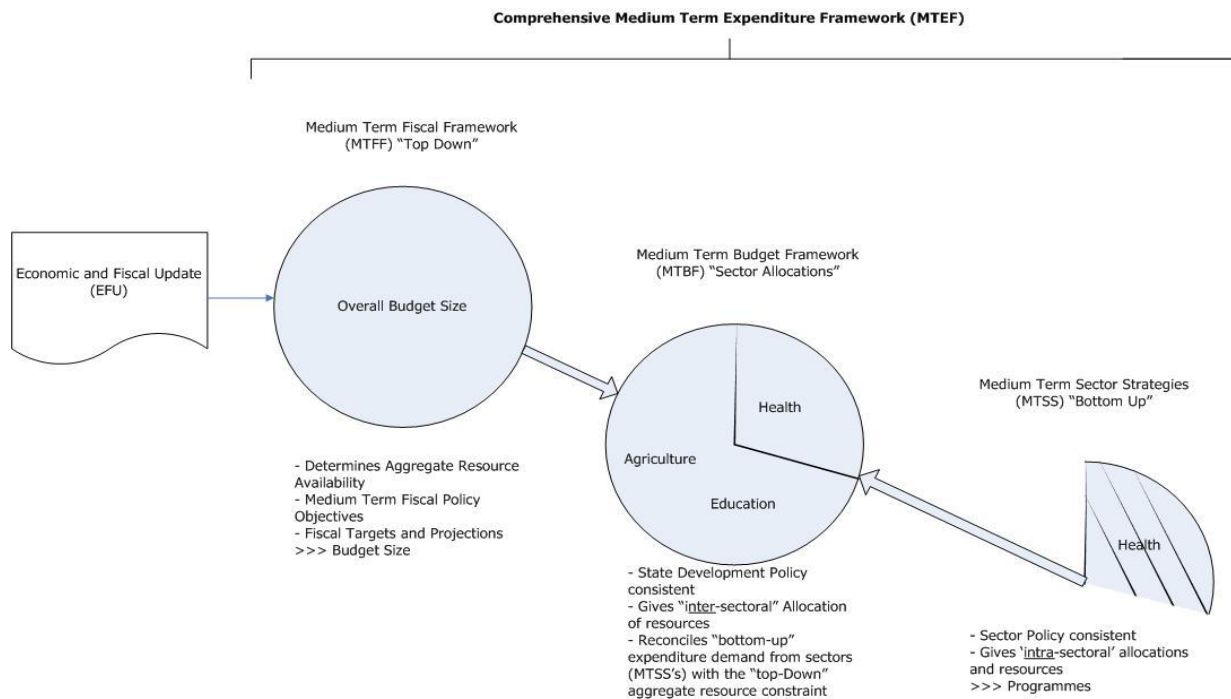 Comprehensive Medium Term Expenditure Framework (MTEF)
Medium Term Fiscal Framework
(MTFF) “Top Down”
Economic and Fiscal Update
(EFU)
Overall Budget Size
- Determines Aggregate Resource
Availability
- Medium Term Fiscal Policy
Objectives
- Fiscal Targets and Projections
>>> Budget Size
Medium Term Budget Framework
(MTBF) “Sector Allocations”
Health
Agriculture
Education
- State Development Policy
consistent
- Gives “inter-sectoral” Allocation
of resources
- Reconciles “bottom-up”
expenditure demand from sectors
(MTSS’s) with the “top-Down”
aggregate resource constraint
Medium Term Sector Strategies
(MTSS) “Bottom Up”
Health
- Sector Policy consistent
- Gives ‘intra-sectoral’ allocations
and resources
>>> Programmes